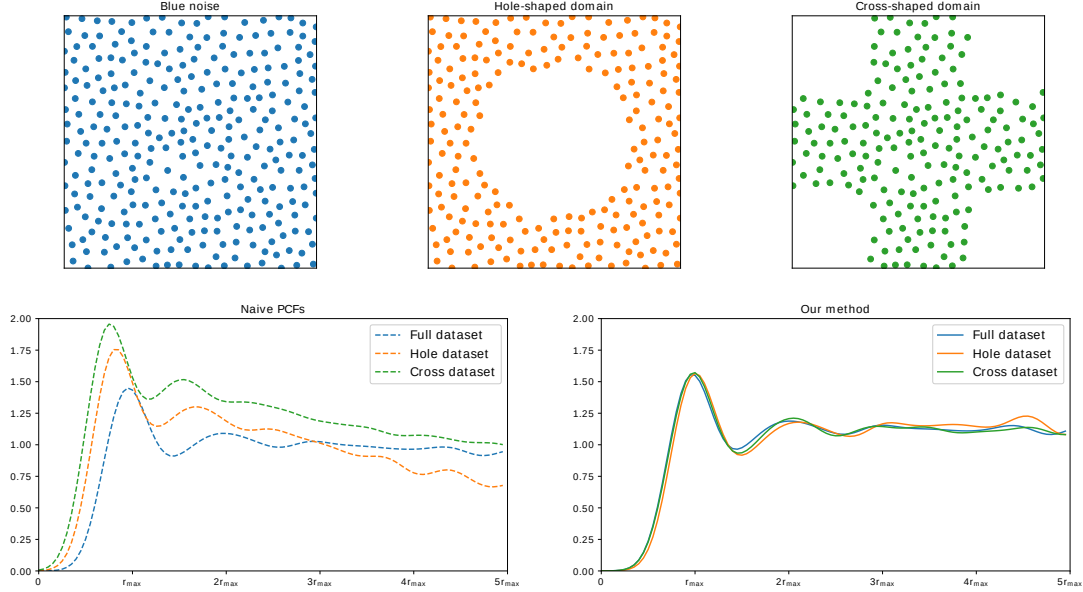 Blue noise
Hole-shaped domain
Cross-shaped domain
Naive PCFs
2.00
1.75
1.50
1.25
1.00
0.75
0.50
0.25
0.00
0
rmax
2rmax
3rmax
4rmax
5rmax
Full dataset
Hole dataset
Cross dataset
Our method
2.00
1.75
1.50
1.25
1.00
0.75
0.50
0.25
0.00
0
rmax
2rmax
3rmax
4rmax
5rmax
Full dataset
Hole dataset
Cross dataset